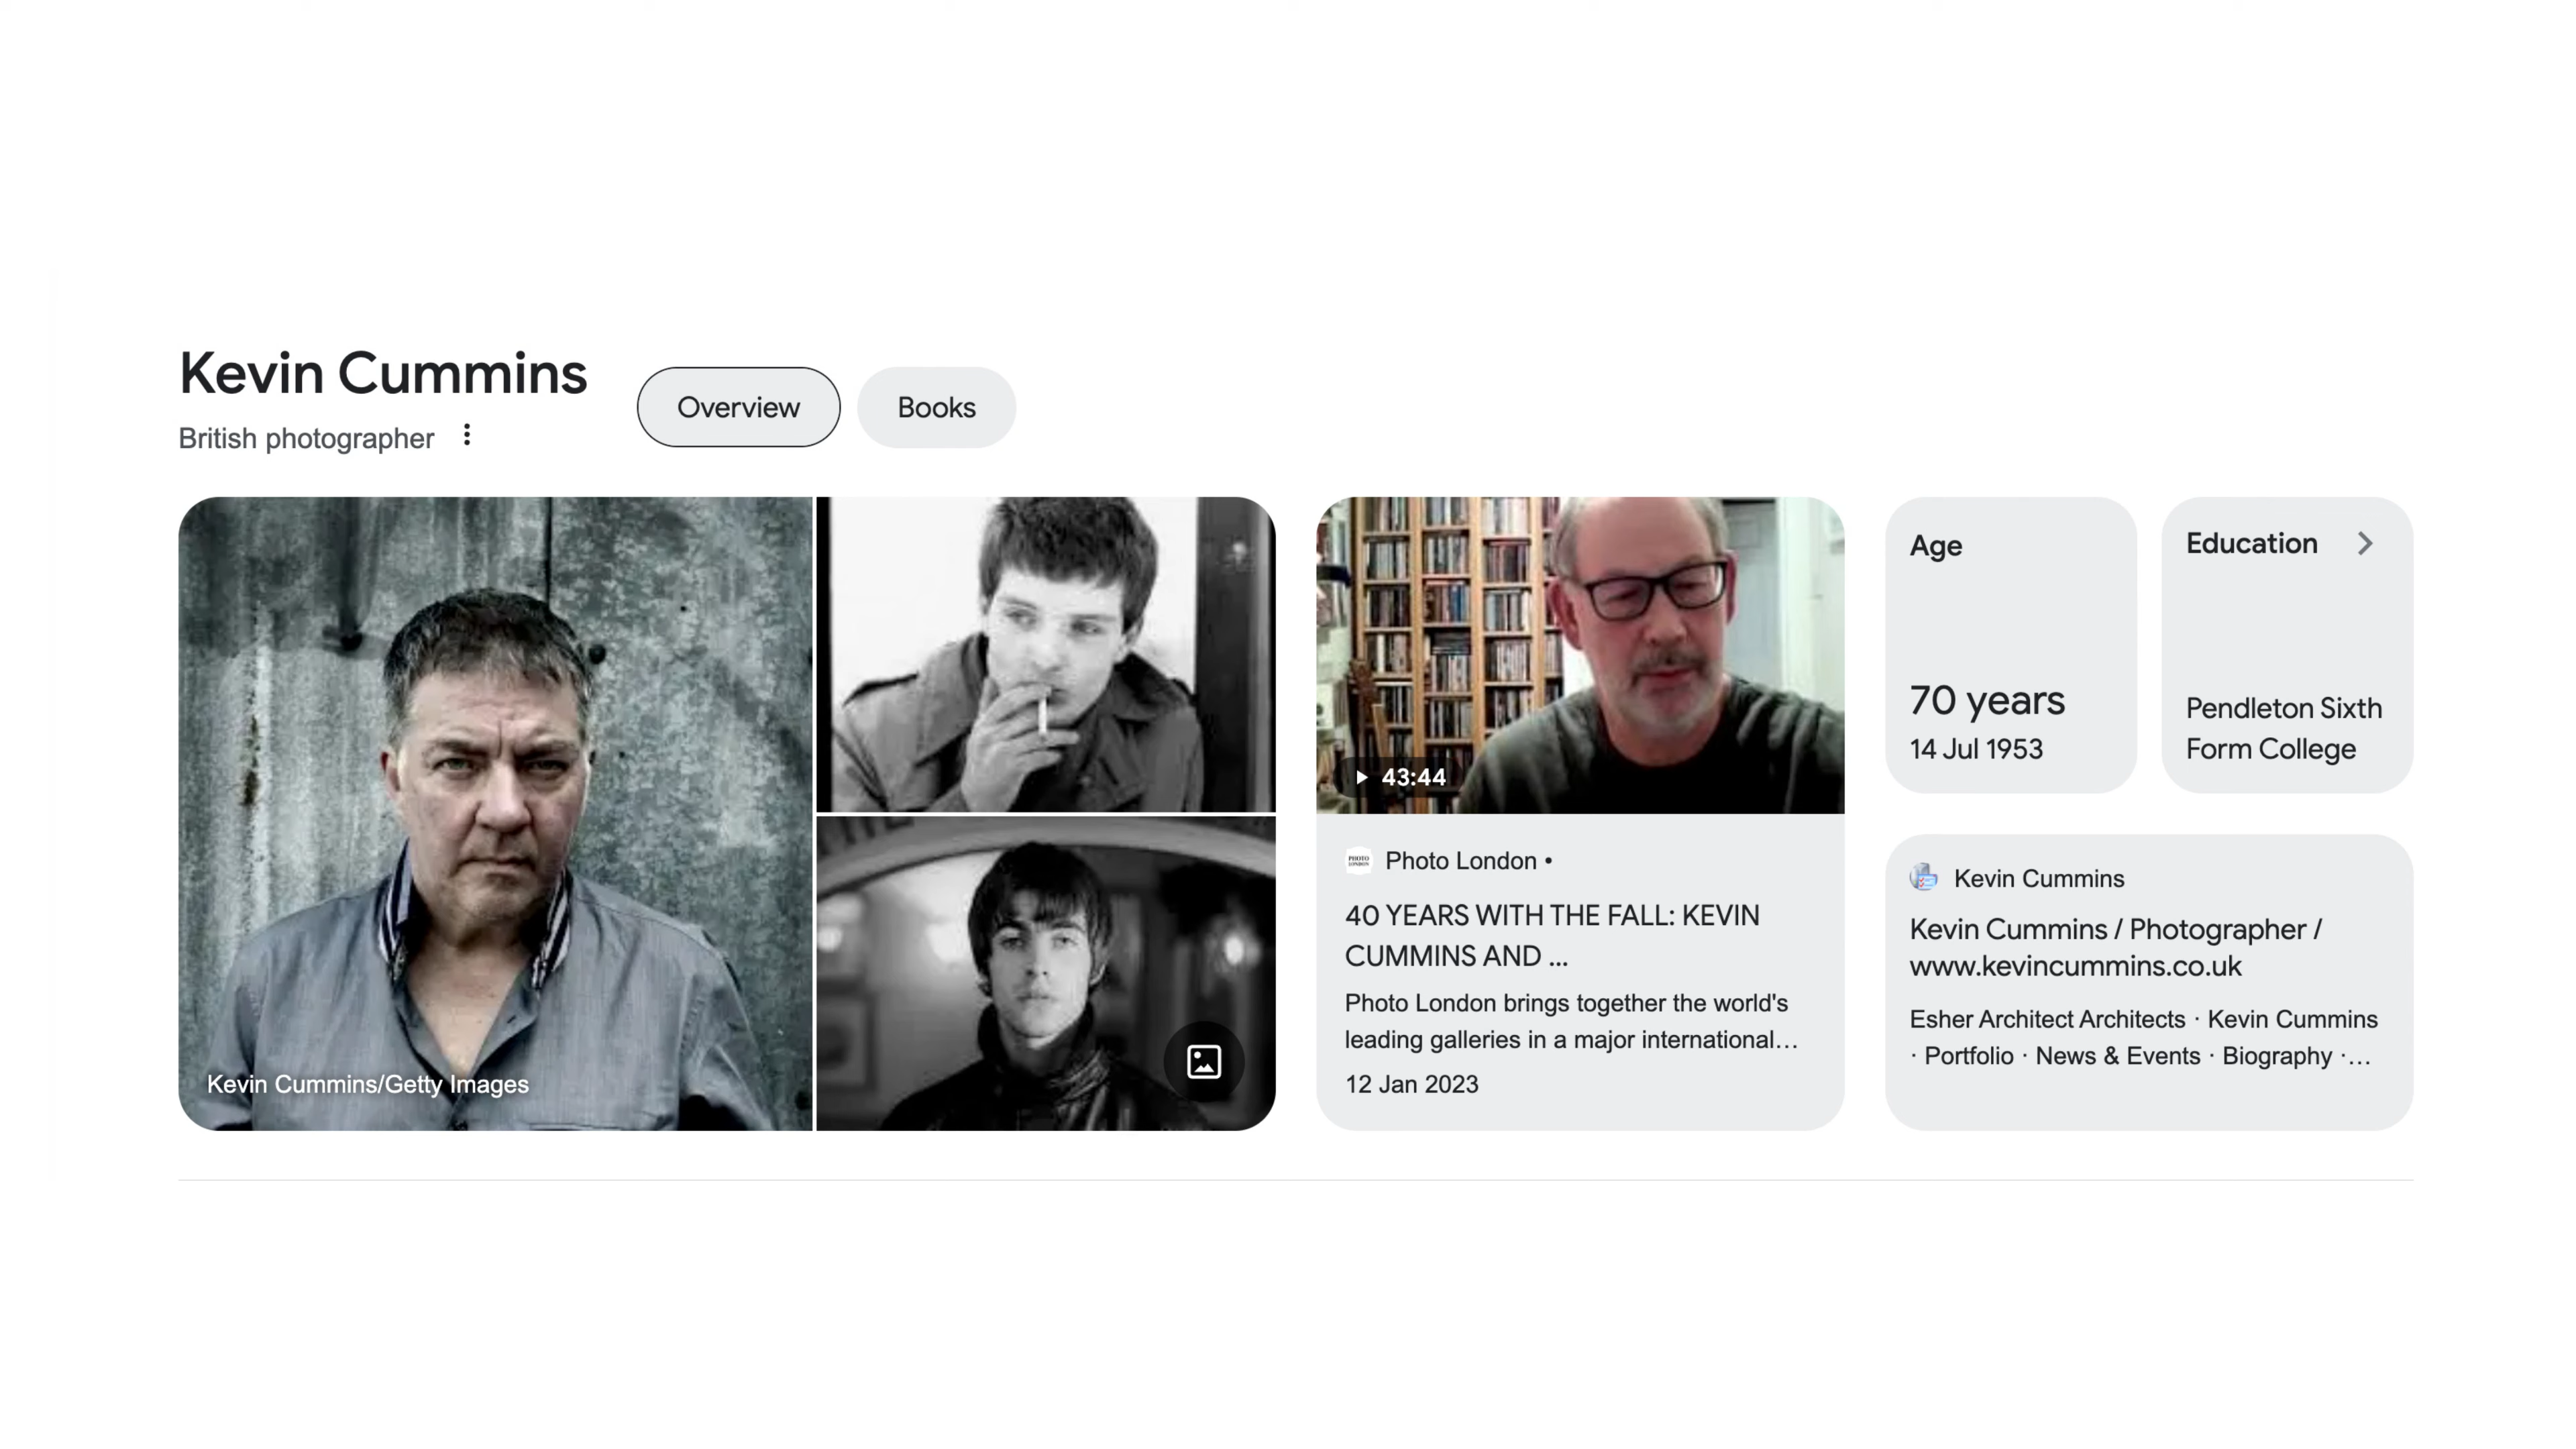 Kevin Cummins
British photographer
Overview
Books
Kevin Cummins/Getty Images
43:44
PHOTO
LONDON
Photo London •
40 YEARS WITH THE FALL: KEVIN
CUMMINS AND ...
Photo London brings together the world's
leading galleries in a major international...
12 Jan 2023
Age
70 years
14 Jul 1953
Education
Pendleton Sixth
Form College
Kevin Cummins
Kevin Cummins / Photographer /
www.kevincummins.co.uk
Esher Architect Architects · Kevin Cummins
· Portfolio · News & Events · Biography ·...